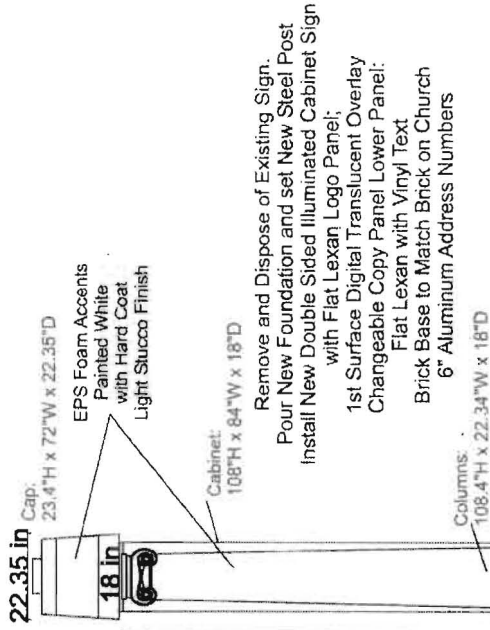 22.35 in
Cap:
23.4"H x 72"W x 22.35"D
EPS Foam Accents
Painted White
with Hard Coat
Light Stucco Finish
18 in
Cabinet:
108"H x 84"W x 18"D
Remove and Dispose of Existing Sign.
Pour New Foundation and set New Steel Post
Install New Double Sided Illuminated Cabinet Sign
with Flat Lexan Logo Panel;
1st Surface Digital Translucent Overlay
Changeable Copy Panel Lower Panel:
Flat Lexan with Vinyl Text
Brick Base to Match Brick on Church
6" Aluminum Address Numbers
Columns:
108.4"H x 22.34"W x 18"D